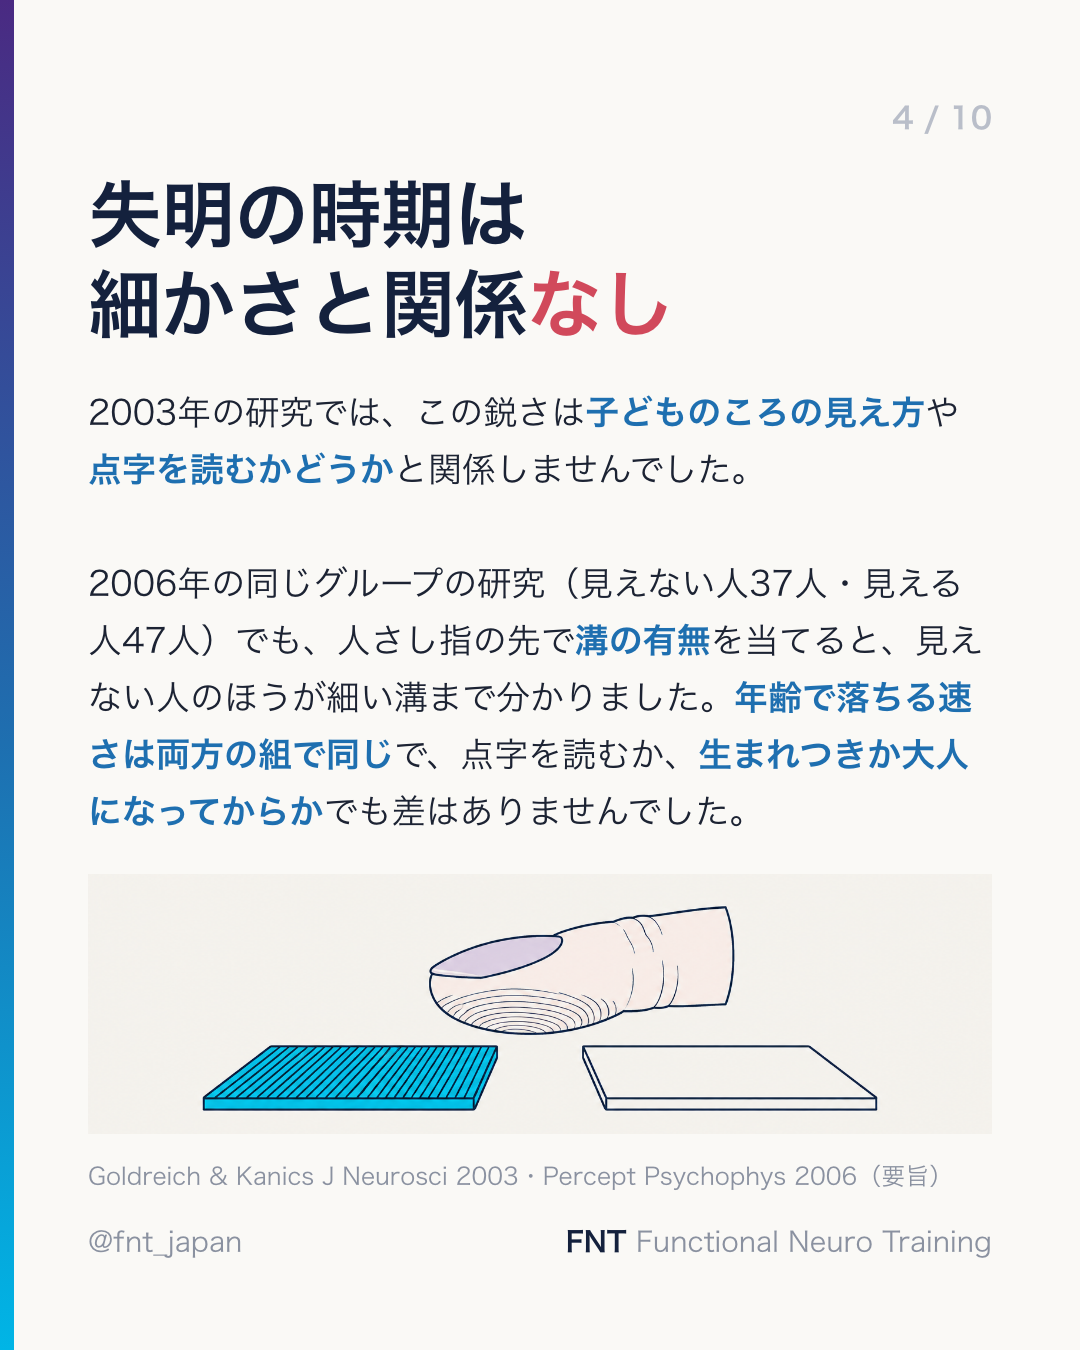 4 / 10
失明の時期は
細かさと関係なし
2003年の研究では、この鋭さは子どものころの見え方や
点字を読むかどうかと関係しませんでした。
2006年の同じグループの研究（見えない人37人・見える
人47人）でも、人さし指の先で溝の有無を当てると、見え
ない人のほうが細い溝まで分かりました。年齢で落ちる速
さは両方の組で同じで、点字を読むか、生まれつきか大人
になってからかでも差はありませんでした。
Goldreich & Kanics J Neurosci 2003・Percept Psychophys 2006（要旨）
@fnt_japan
FNT Functional Neuro Training